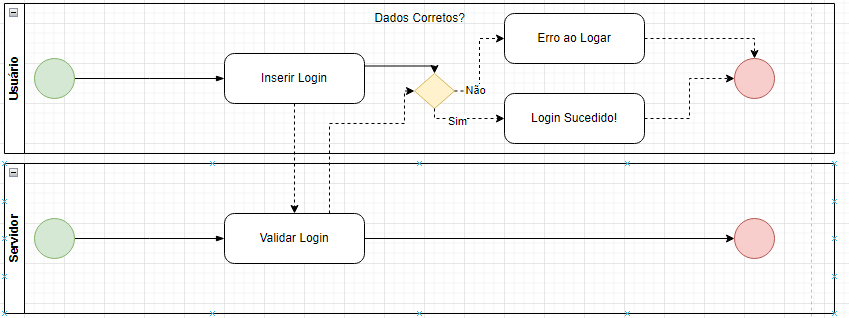 Dados Corretos?
Usuário
Inserir Login
Erro ao Logar
Não
Sim
Login Sucedido!
Servidor
Validar Login